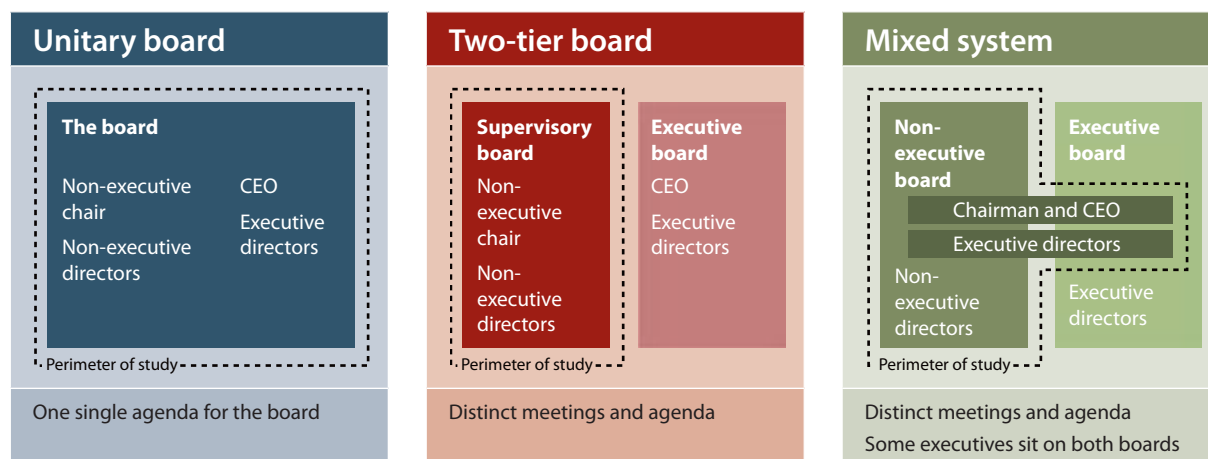 Unitary board
The board
Non-executive
chair
Non-executive
directors
CEO
Executive
directors
Perimeter of study
One single agenda for the board
Two-tier board
Supervisory
board
Non-
executive
chair
Non-
executive
directors
Executive
board
CEO
Executive
directors
Perimeter of study
Distinct meetings and agenda
Mixed system
Non-
executive
board
Executive
board
Chairman and CEO
Executive directors
Non-
executive
directors
Executive
directors
Perimeter of study
Distinct meetings and agenda
Some executives sit on both boards